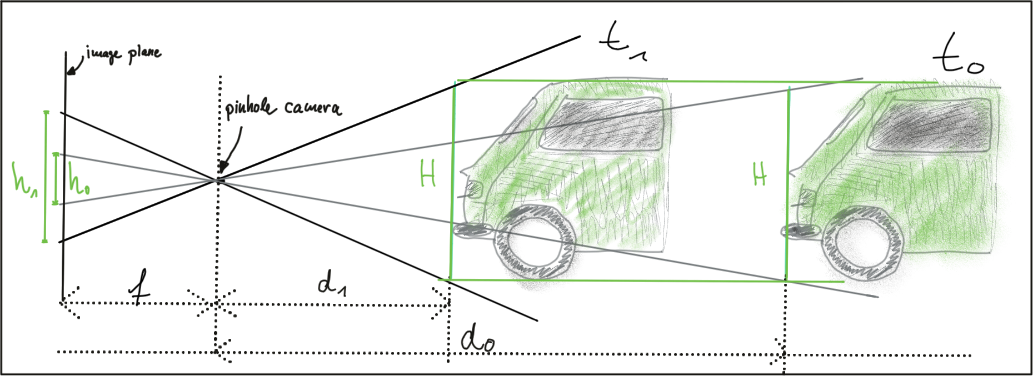 image plane
t₁
t₀
pinhole camera
h₁
h₀
H
H
f
d₁
d₀